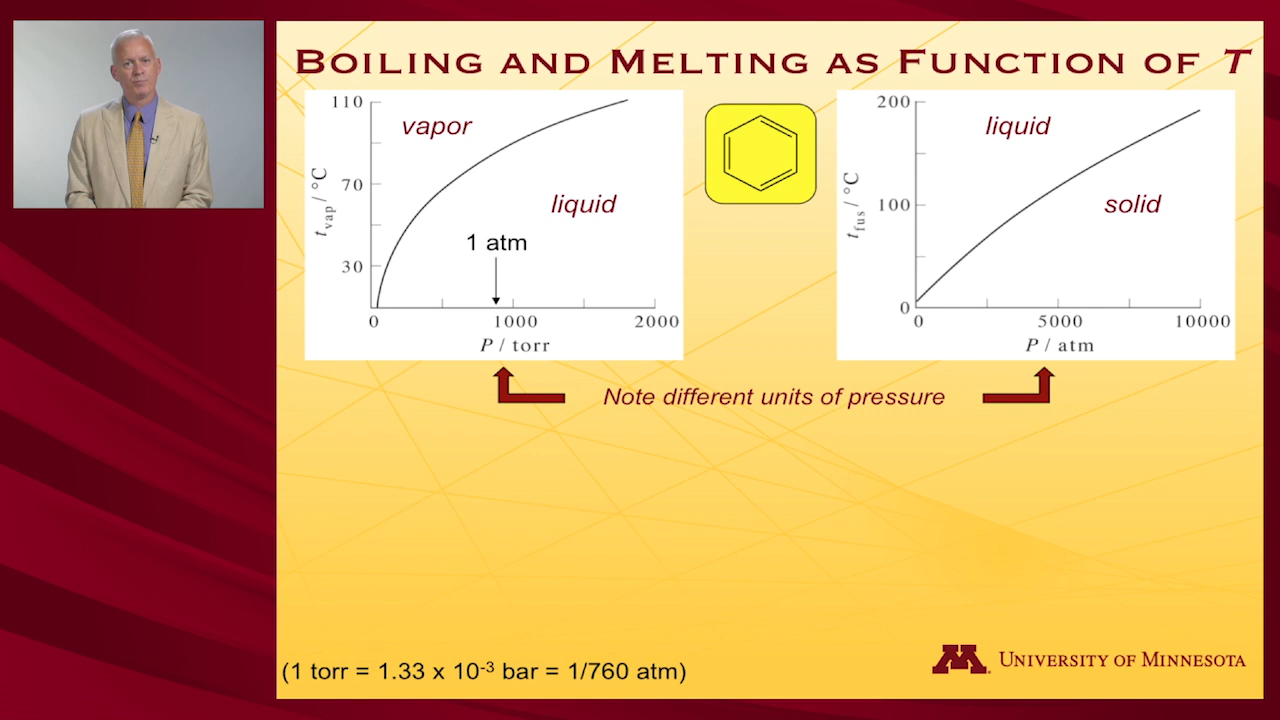 BOILING AND MELTING AS FUNCTION OF T
110
70
30
t_vap / °C
vapor
liquid
1 atm
0 1000 2000
P / torr
200
100
0
t_fus / °C
liquid
solid
0 5000 10000
P / atm
Note different units of pressure
(1 torr = 1.33 x 10⁻³ bar = 1/760 atm)
M
UNIVERSITY OF MINNESOTA